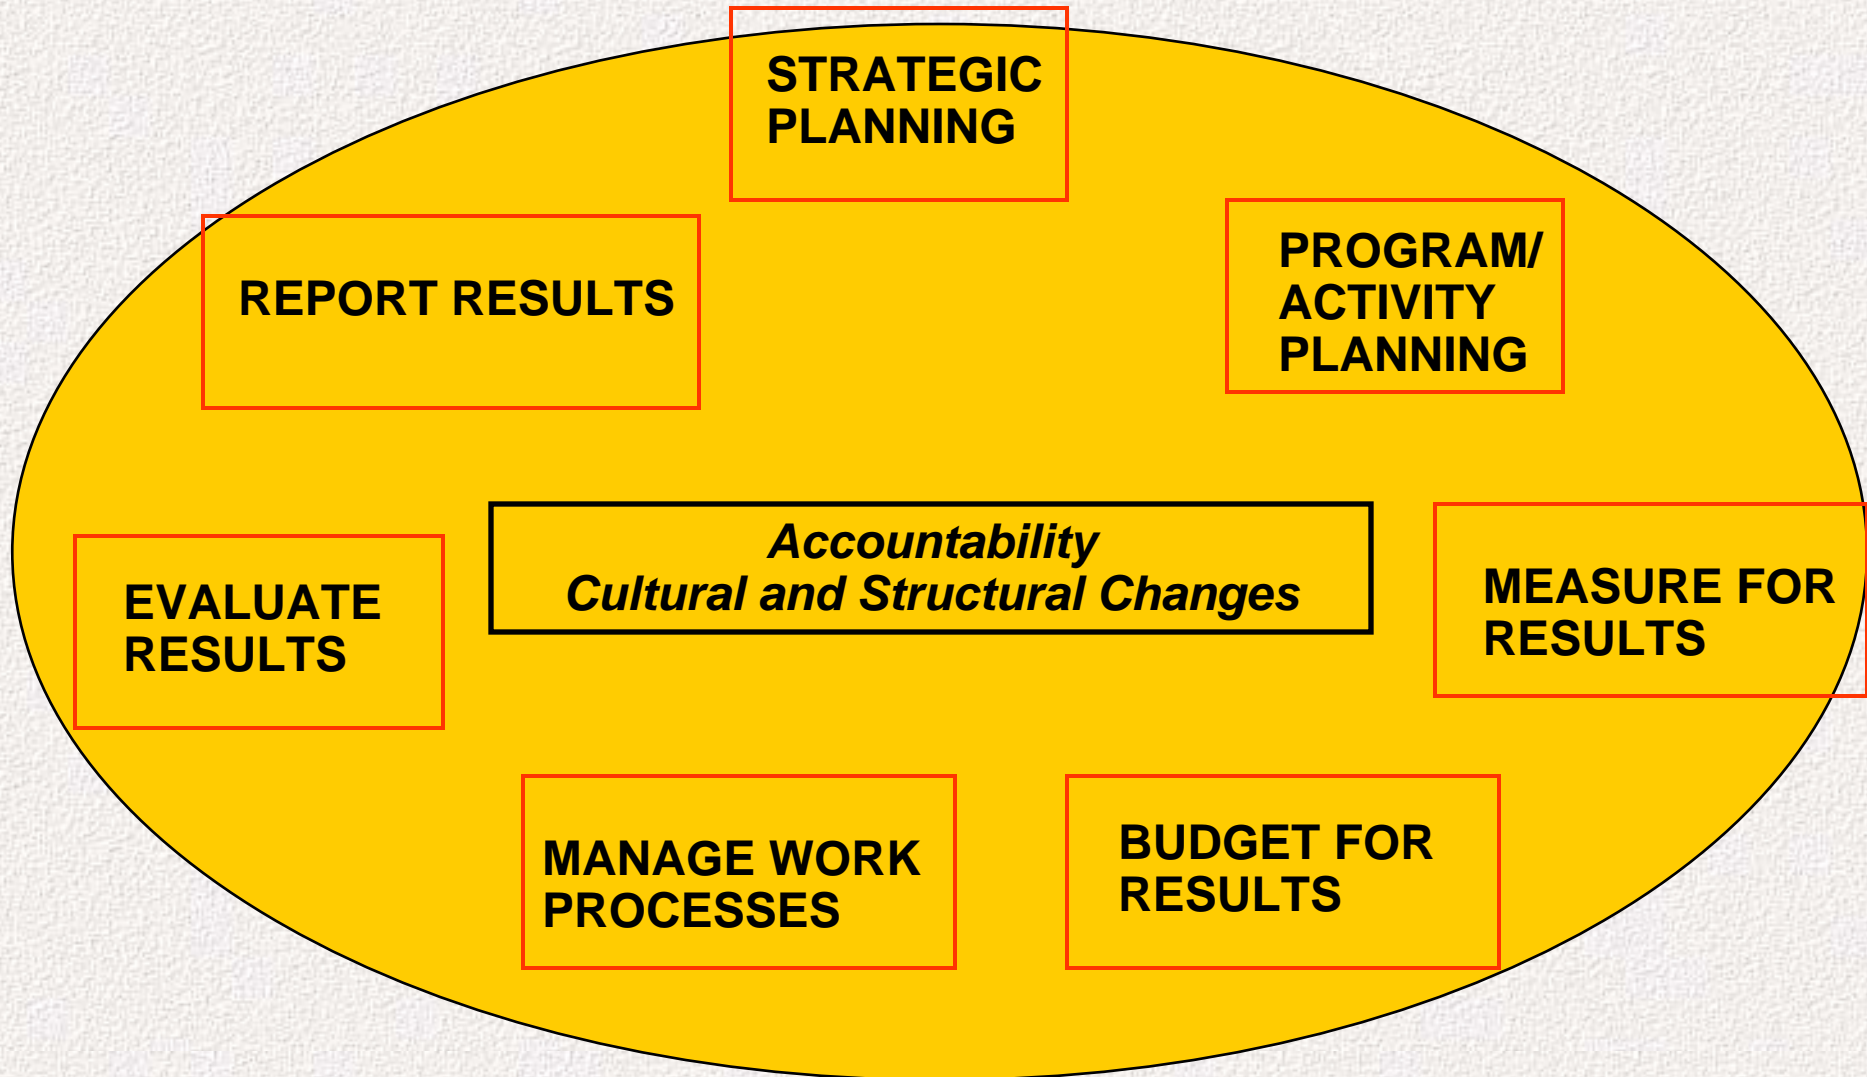 STRATEGIC
PLANNING
PROGRAM/
ACTIVITY
PLANNING
MEASURE FOR
RESULTS
BUDGET FOR
RESULTS
MANAGE WORK
PROCESSES
EVALUATE
RESULTS
REPORT RESULTS
Accountability
Cultural and Structural Changes